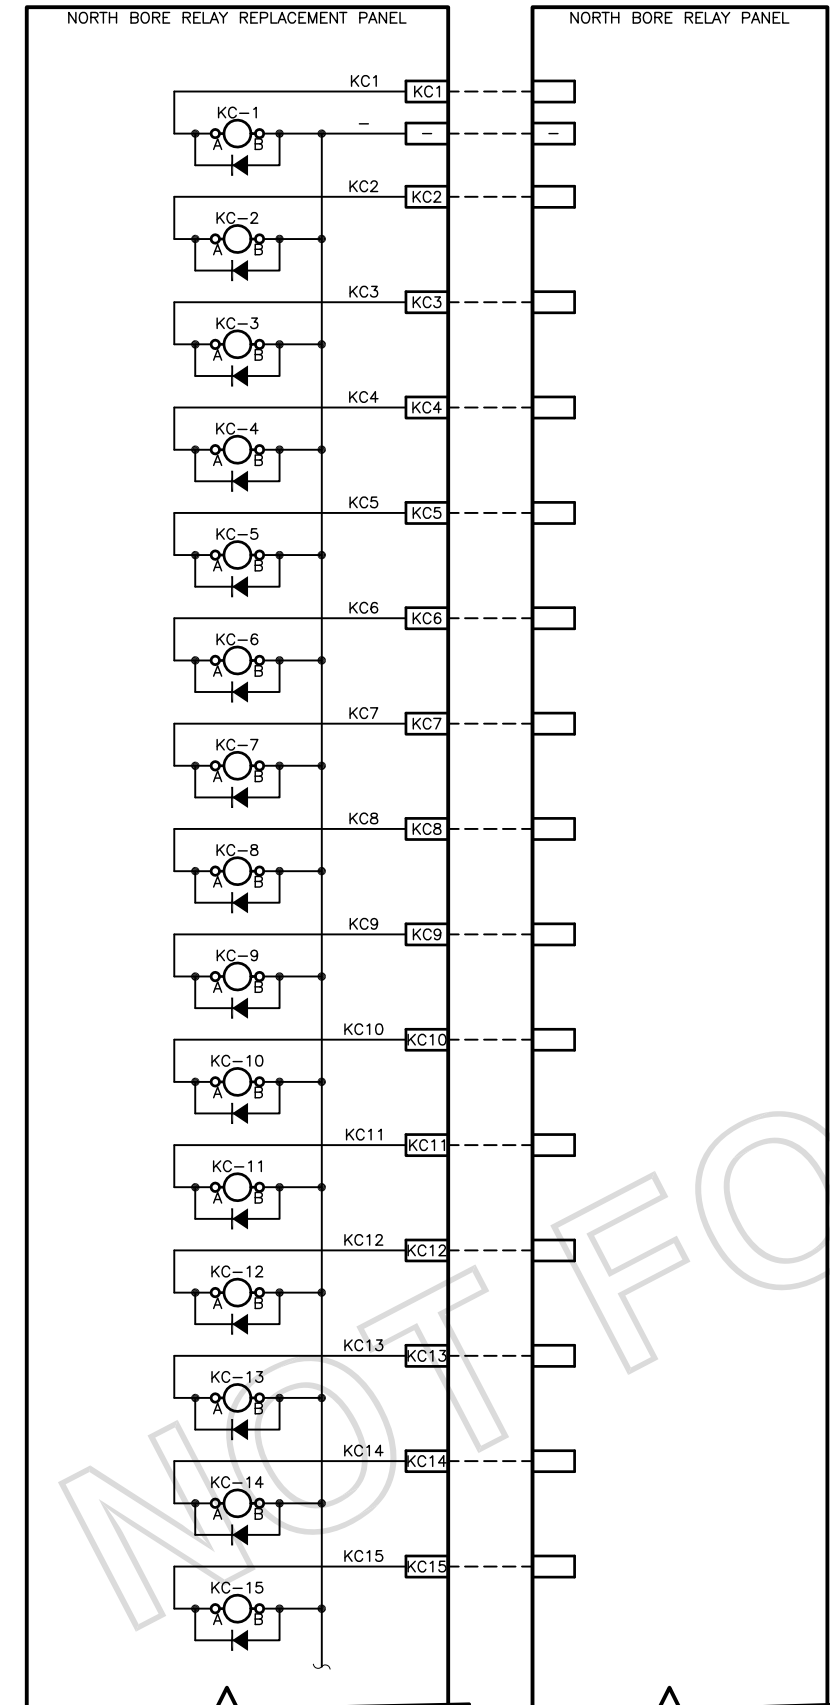 NORTH BORE RELAY REPLACEMENT PANEL
NORTH BORE RELAY PANEL
KC1
KC1
KC-1
A B
-
-
-
KC2
KC2
KC-2
A B
KC3
KC3
KC-3
A B
KC4
KC4
KC-4
A B
KC5
KC5
KC-5
A B
KC6
KC6
KC-6
A B
KC7
KC7
KC-7
A B
KC8
KC8
KC-8
A B
KC9
KC9
KC-9
A B
KC10
KC10
KC-10
A B
KC11
KC11
KC-11
A B
KC12
KC12
KC-12
A B
KC13
KC13
KC-13
A B
KC14
KC14
KC-14
A B
KC15
KC15
KC-15
A B
NOT FO